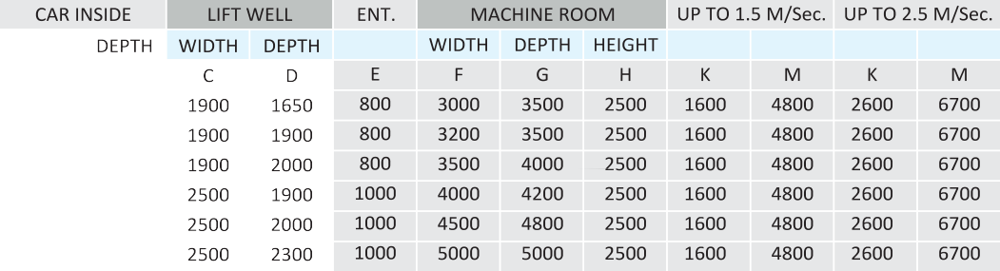 CAR INSIDE LIFT WELL ENT. MACHINE ROOM UP TO 1.5 M/Sec. UP TO 2.5 M/Sec.
DEPTH WIDTH DEPTH WIDTH DEPTH HEIGHT
C D E F G H K M K M
1900 1650 800 3000 3500 2500 1600 4800 2600 6700
1900 1900 800 3200 3500 2500 1600 4800 2600 6700
1900 2000 800 3500 4000 2500 1600 4800 2600 6700
2500 1900 1000 4000 4200 2500 1600 4800 2600 6700
2500 2000 1000 4500 4800 2500 1600 4800 2600 6700
2500 2300 1000 5000 5000 2500 1600 4800 2600 6700